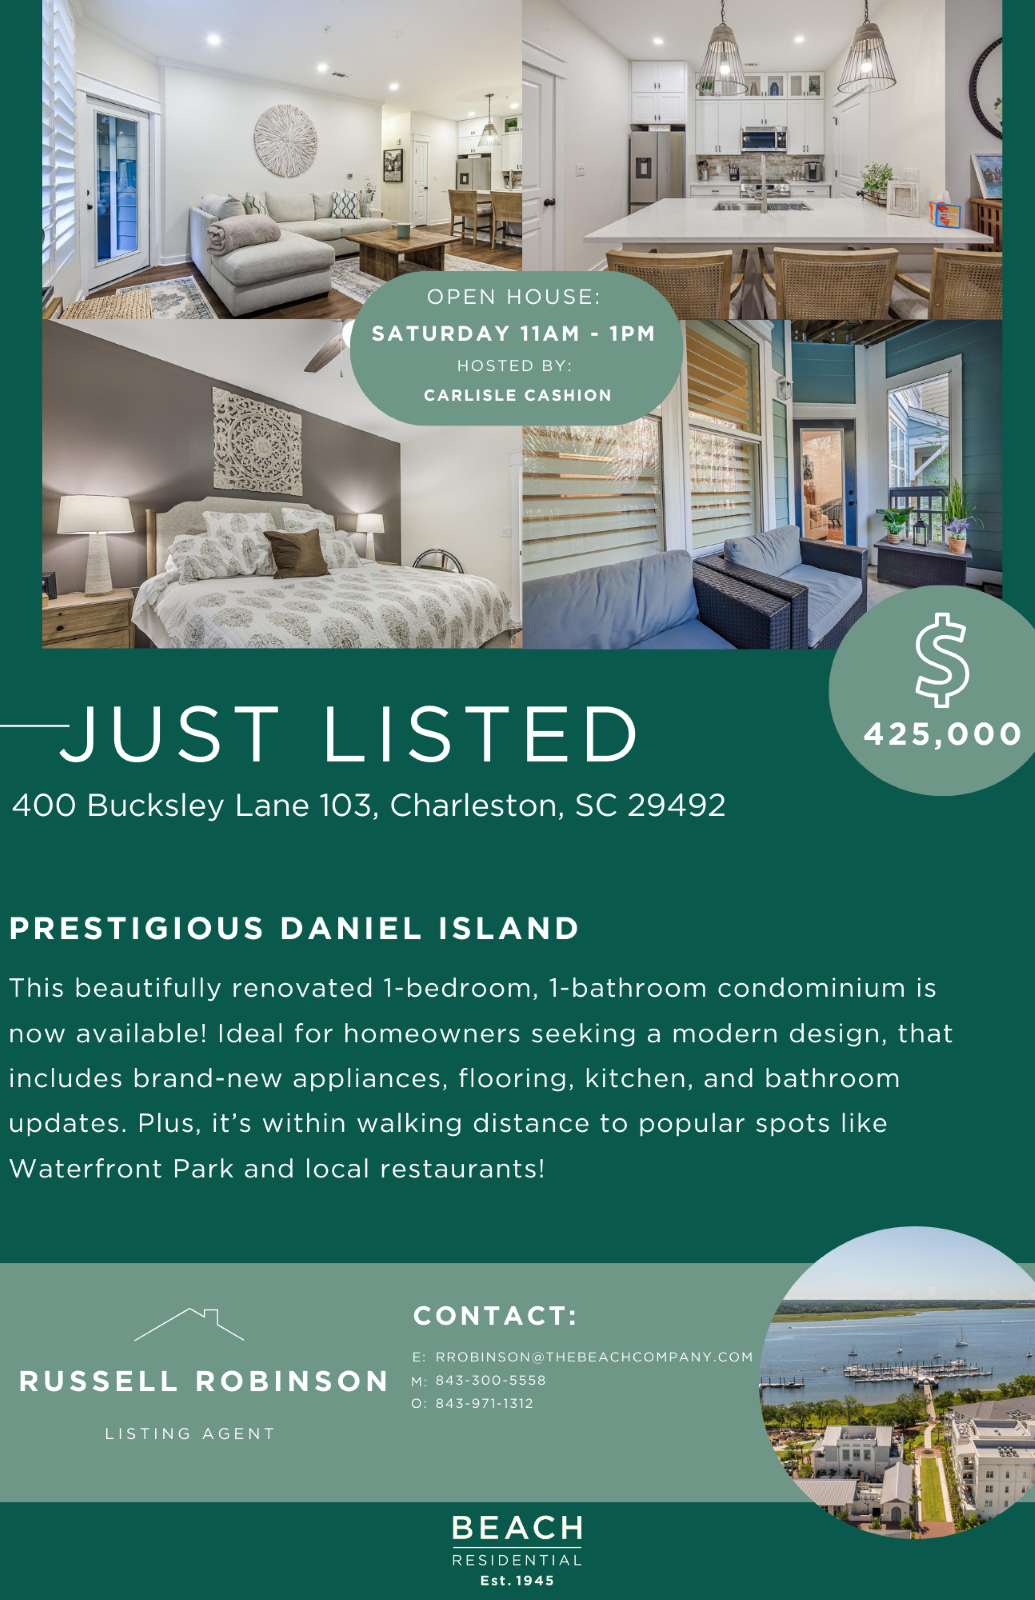 OPEN HOUSE:
SATURDAY 11AM - 1PM
HOSTED BY:
CARLISLE CASHION
$
425,000
JUST LISTED
400 Bucksley Lane 103, Charleston, SC 29492
PRESTIGIOUS DANIEL ISLAND
This beautifully renovated 1-bedroom, 1-bathroom condominium is
now available! Ideal for homeowners seeking a modern design, that
includes brand-new appliances, flooring, kitchen, and bathroom
updates. Plus, it's within walking distance to popular spots like
Waterfront Park and local restaurants!
RUSSELL ROBINSON
LISTING AGENT
CONTACT:
E: RROBINSON@THEBEACHCOMPANY.COM
M: 843-300-5558
O: 843-971-1312
BEACH
RESIDENTIAL
Est. 1945